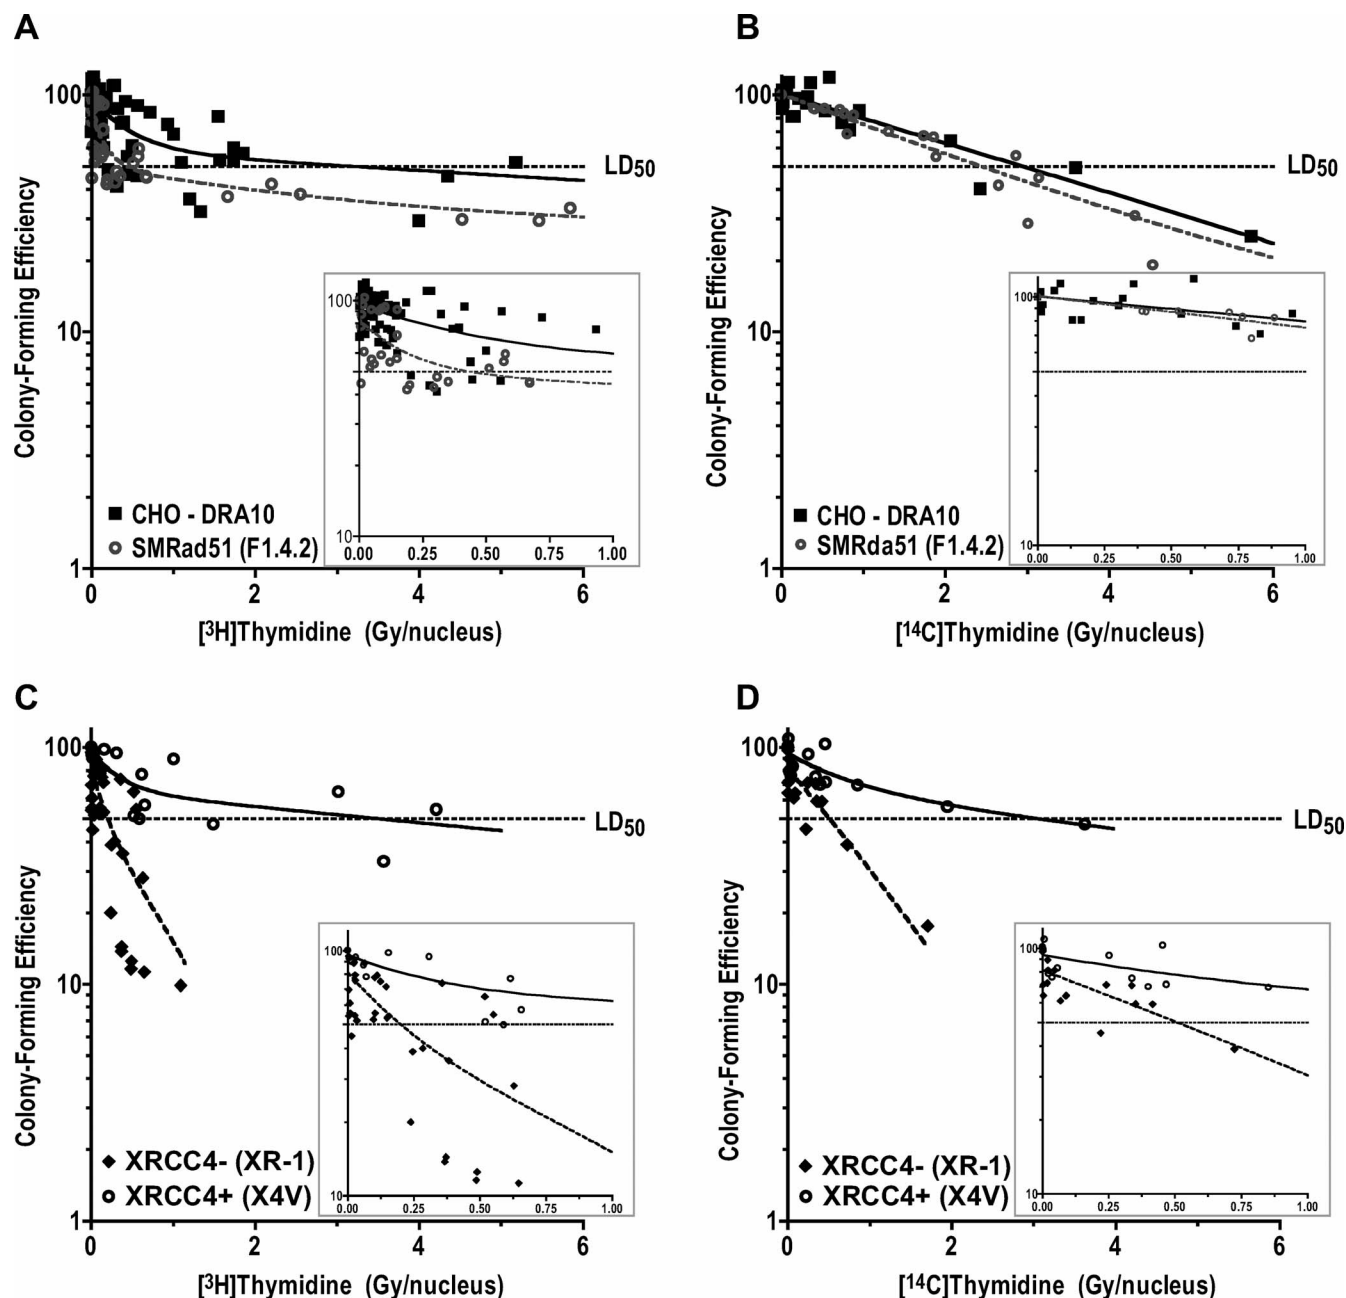 A
Colony-Forming Efficiency
100
10
1
LD50
100
10
0.00 0.25 0.50 0.75 1.00
CHO - DRA10
SMRad51 (F1.4.2)
0 2 4 6
[3H]Thymidine (Gy/nucleus)
B
Colony-Forming Efficiency
100
10
1
LD50
100
10
0.00 0.25 0.50 0.75 1.00
CHO - DRA10
SMRda51 (F1.4.2)
0 2 4 6
[14C]Thymidine (Gy/nucleus)
C
Colony-Forming Efficiency
100
10
1
LD50
100
10
0.00 0.25 0.50 0.75 1.00
XRCC4- (XR-1)
XRCC4+ (X4V)
0 2 4 6
[3H]Thymidine (Gy/nucleus)
D
Colony-Forming Efficiency
100
10
1
LD50
100
10
0.00 0.25 0.50 0.75 1.00
XRCC4- (XR-1)
XRCC4+ (X4V)
0 2 4 6
[14C]Thymidine (Gy/nucleus)